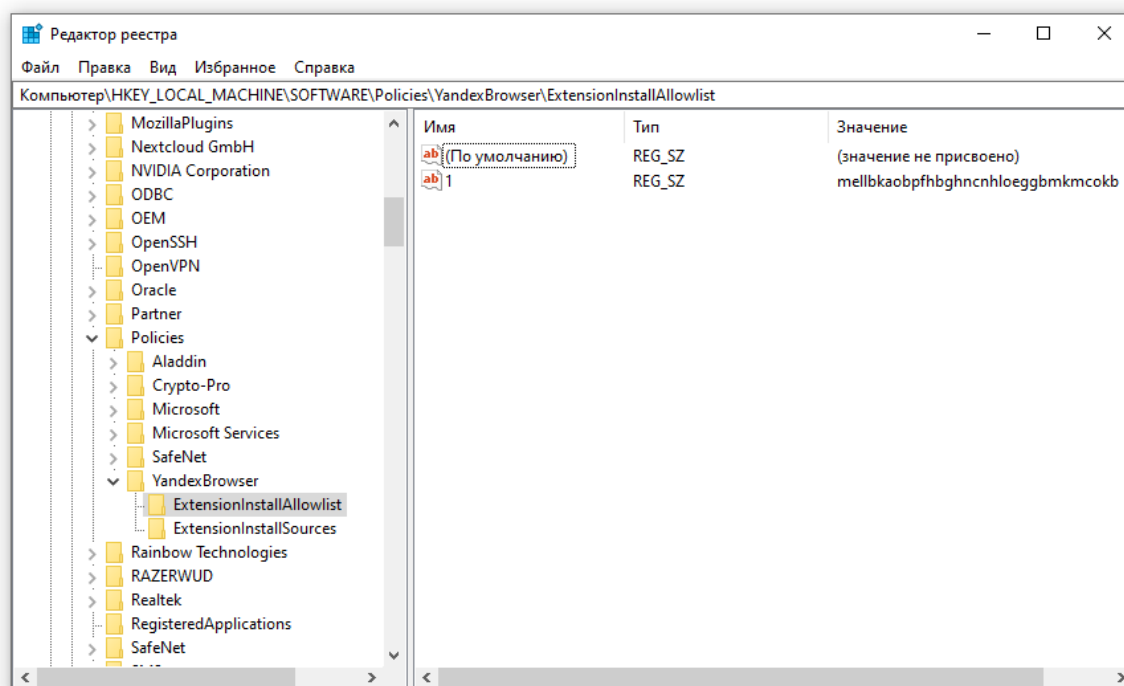 Редактор реестра
Файл Правка Вид Избранное Справка
Компьютер\HKEY_LOCAL_MACHINE\SOFTWARE\Policies\YandexBrowser\ExtensionInstallAllowlist
MozillaPlugins
Nextcloud GmbH
NVIDIA Corporation
ODBC
OEM
OpenSSH
OpenVPN
Oracle
Partner
Policies
Aladdin
Crypto-Pro
Microsoft
Microsoft Services
SafeNet
YandexBrowser
ExtensionInstallAllowlist
ExtensionInstallSources
Rainbow Technologies
RAZERWUD
Realtek
RegisteredApplications
SafeNet
Имя Тип Значение
ab (По умолчанию) REG_SZ (значение не присвоено)
ab 1 REG_SZ mellbkaobpfhbghncnhloeggbmkmcokb